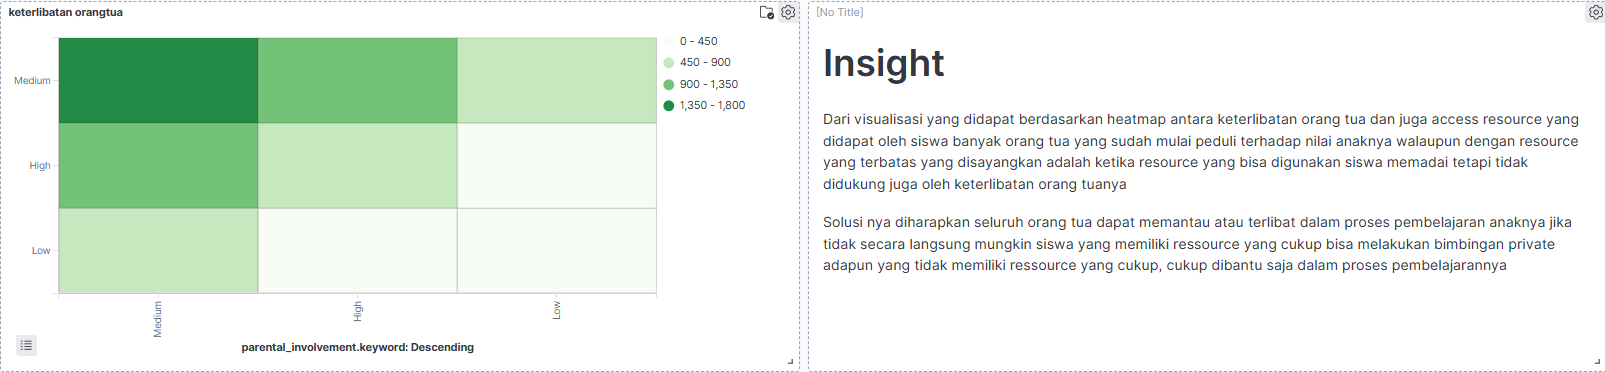 keterlibatan orangtua
Medium
High
Low
Medium
High
Low
parental_involvement.keyword: Descending
0 - 450
450 - 900
900 - 1,350
1,350 - 1,800
[No Title]
Insight
Dari visualisasi yang didapat berdasarkan heatmap antara keterlibatan orang tua dan juga access resource yang
didapat oleh siswa banyak orang tua yang sudah mulai peduli terhadap nilai anaknya walaupun dengan resource
yang terbatas yang disayangkan adalah ketika resource yang bisa digunakan siswa memadai tetapi tidak
didukung juga oleh keterlibatan orang tuanya
Solusi nya diharapkan seluruh orang tua dapat memantau atau terlibat dalam proses pembelajaran anaknya jika
tidak secara langsung mungkin siswa yang memiliki ressource yang cukup bisa melakukan bimbingan private
adapun yang tidak memiliki ressource yang cukup, cukup dibantu saja dalam proses pembelajarannya